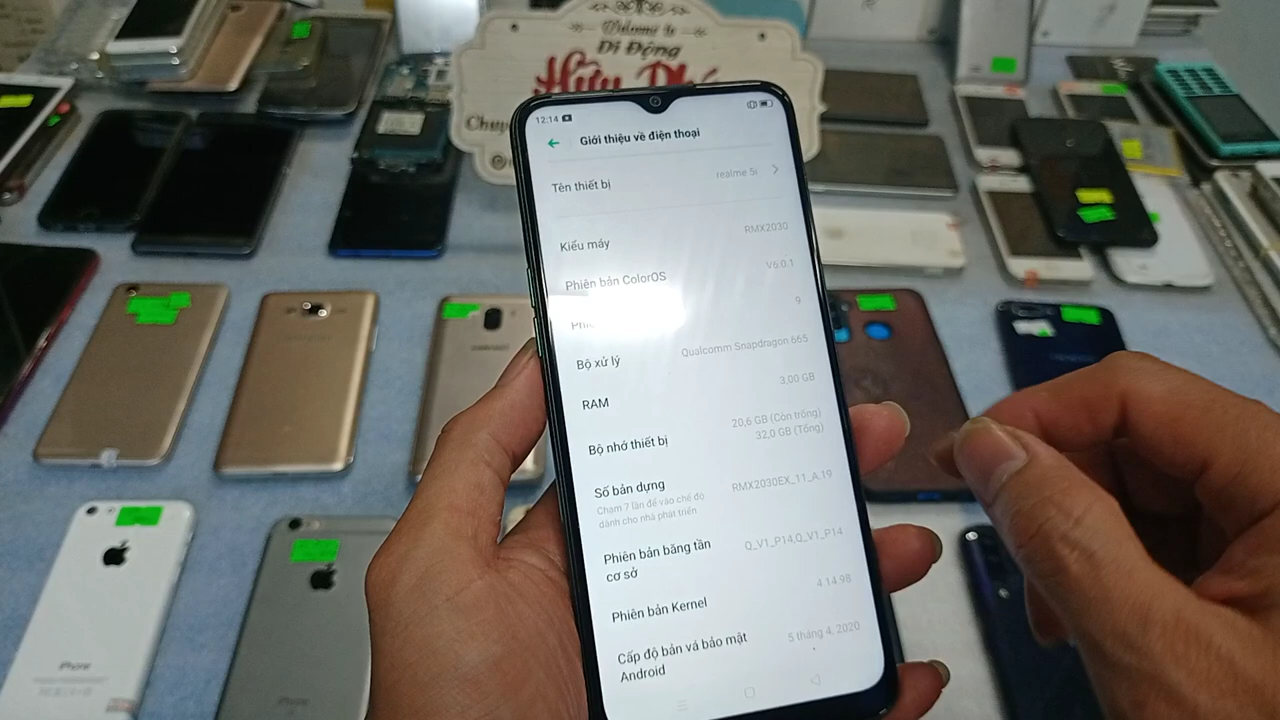 Welcome to
Di Động
12:14
Giới thiệu về điện thoại
Tên thiết bị
realme 5i
Kiểu máy
RMX2030
Phiên bản ColorOS
V6.0.1
9
Bộ xử lý
Qualcomm Snapdragon 665
RAM
3,00 GB
Bộ nhớ thiết bị
20,6 GB (Còn trống)
32,0 GB (Tổng)
Số bản dựng
Chạm 7 lần để vào chế độ
dành cho nhà phát triển
RMX2030EX_11_A.19
Phiên bản băng tần
cơ sở
Q_V1_P14,Q_V1_P14
Phiên bản Kernel
4.14.98
Cấp độ bản vá bảo mật
Android
5 tháng 4, 2020
iPhone
iPhone